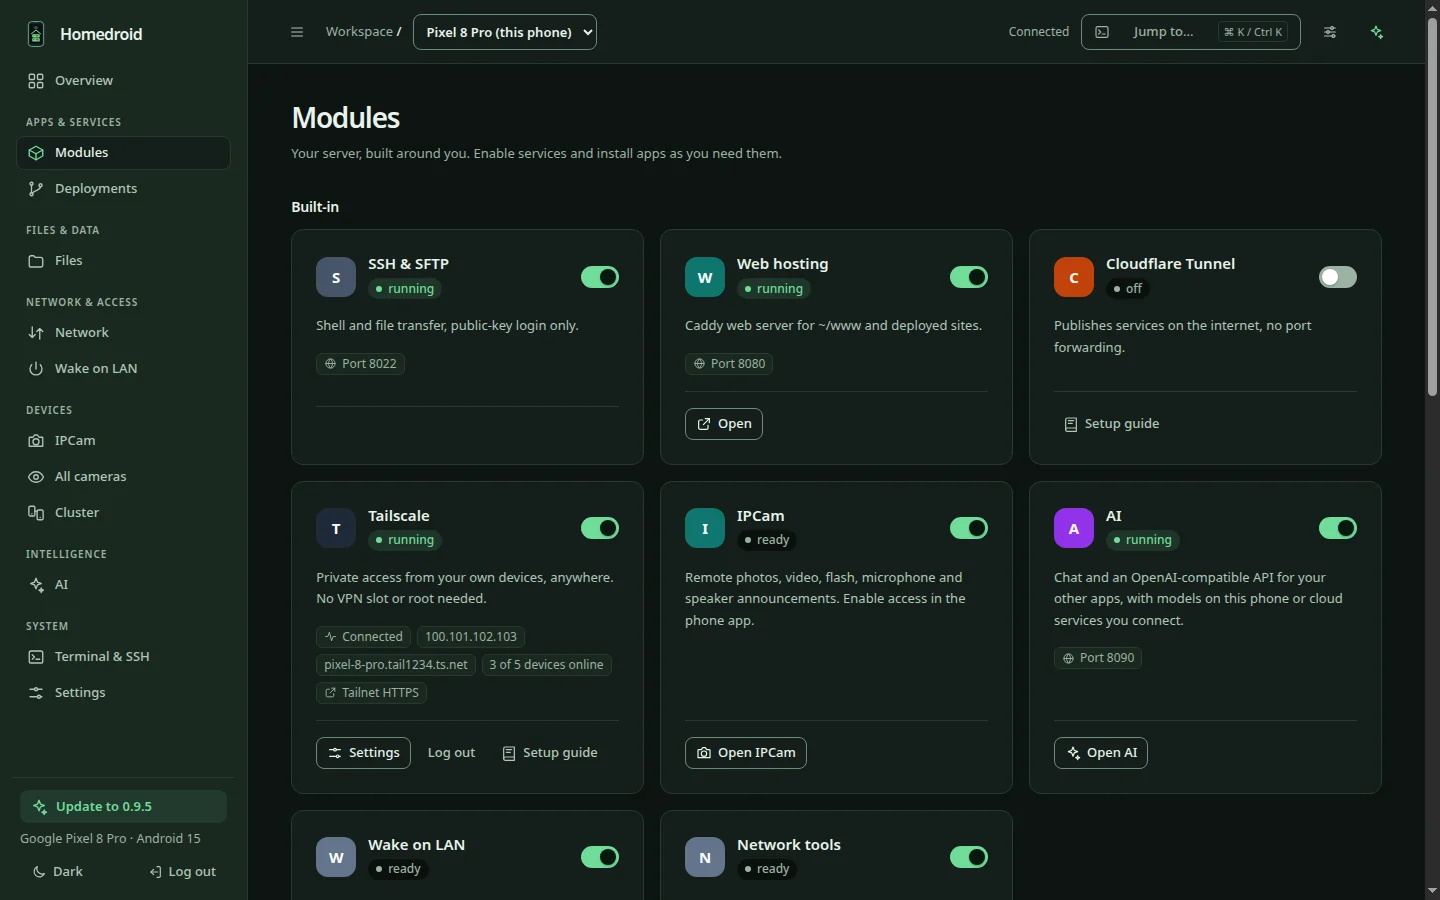 Homedroid
Overview
APPS & SERVICES
Modules
Deployments
FILES & DATA
Files
NETWORK & ACCESS
Network
Wake on LAN
DEVICES
IPCam
All cameras
Cluster
INTELLIGENCE
AI
SYSTEM
Terminal & SSH
Settings
Update to 0.9.5
Google Pixel 8 Pro · Android 15
Dark
Log out
Workspace / Pixel 8 Pro (this phone)
Connected
Jump to... ⌘ K / Ctrl K
Modules
Your server, built around you. Enable services and install apps as you need them.
Built-in
S
SSH & SFTP
running
Shell and file transfer, public-key login only.
Port 8022
W
Web hosting
running
Caddy web server for ~/www and deployed sites.
Port 8080
Open
C
Cloudflare Tunnel
off
Publishes services on the internet, no port
forwarding.
Setup guide
T
Tailscale
running
Private access from your own devices, anywhere.
No VPN slot or root needed.
Connected 100.101.102.103
pixel-8-pro.tail1234.ts.net 3 of 5 devices online
Tailnet HTTPS
Settings Log out Setup guide
I
IPCam
ready
Remote photos, video, flash, microphone and
speaker announcements. Enable access in the
phone app.
Open IPCam
A
AI
running
Chat and an OpenAI-compatible API for your
other apps, with models on this phone or cloud
services you connect.
Port 8090
Open AI
W
Wake on LAN
ready
N
Network tools
ready